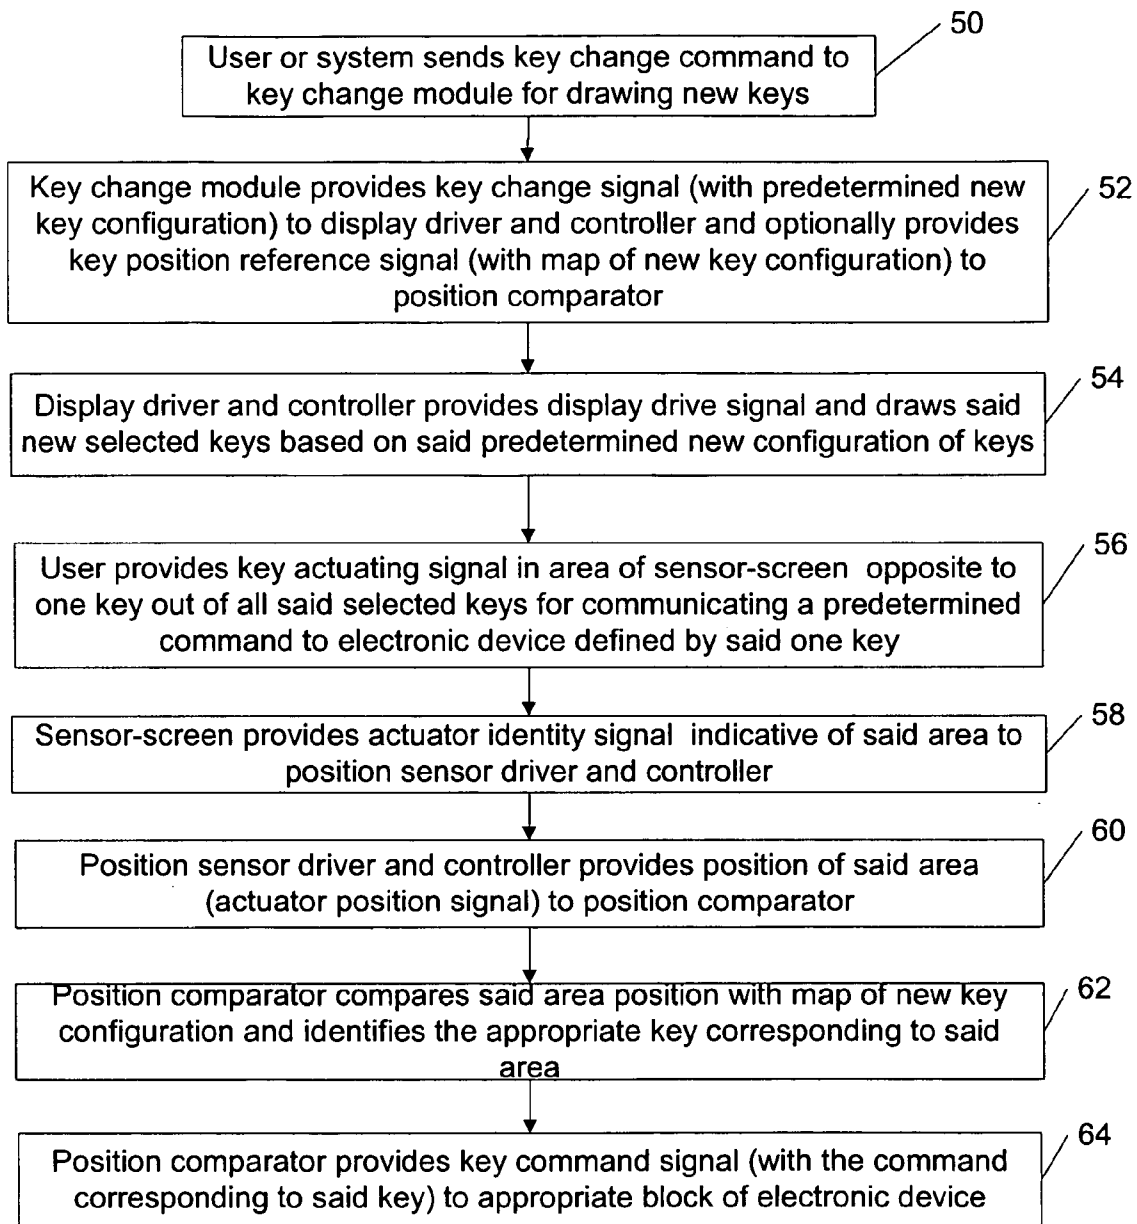 50
User or system sends key change command to
key change module for drawing new keys
52
Key change module provides key change signal (with predetermined new
key configuration) to display driver and controller and optionally provides
key position reference signal (with map of new key configuration) to
position comparator
54
Display driver and controller provides display drive signal and draws said
new selected keys based on said predetermined new configuration of keys
56
User provides key actuating signal in area of sensor-screen opposite to
one key out of all said selected keys for communicating a predetermined
command to electronic device defined by said one key
58
Sensor-screen provides actuator identity signal indicative of said area to
position sensor driver and controller
60
Position sensor driver and controller provides position of said area
(actuator position signal) to position comparator
62
Position comparator compares said area position with map of new key
configuration and identifies the appropriate key corresponding to said
area
64
Position comparator provides key command signal (with the command
corresponding to said key) to appropriate block of electronic device